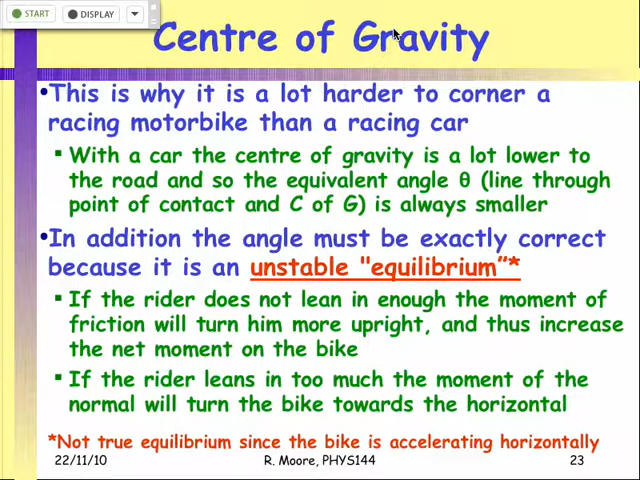 START DISPLAY
Centre of Gravity
•This is why it is a lot harder to corner a
racing motorbike than a racing car
▪ With a car the centre of gravity is a lot lower to
the road and so the equivalent angle θ (line through
point of contact and C of G) is always smaller
•In addition the angle must be exactly correct
because it is an unstable "equilibrium”*
▪ If the rider does not lean in enough the moment of
friction will turn him more upright, and thus increase
the net moment on the bike
▪ If the rider leans in too much the moment of the
normal will turn the bike towards the horizontal
*Not true equilibrium since the bike is accelerating horizontally
22/11/10 R. Moore, PHYS144 23